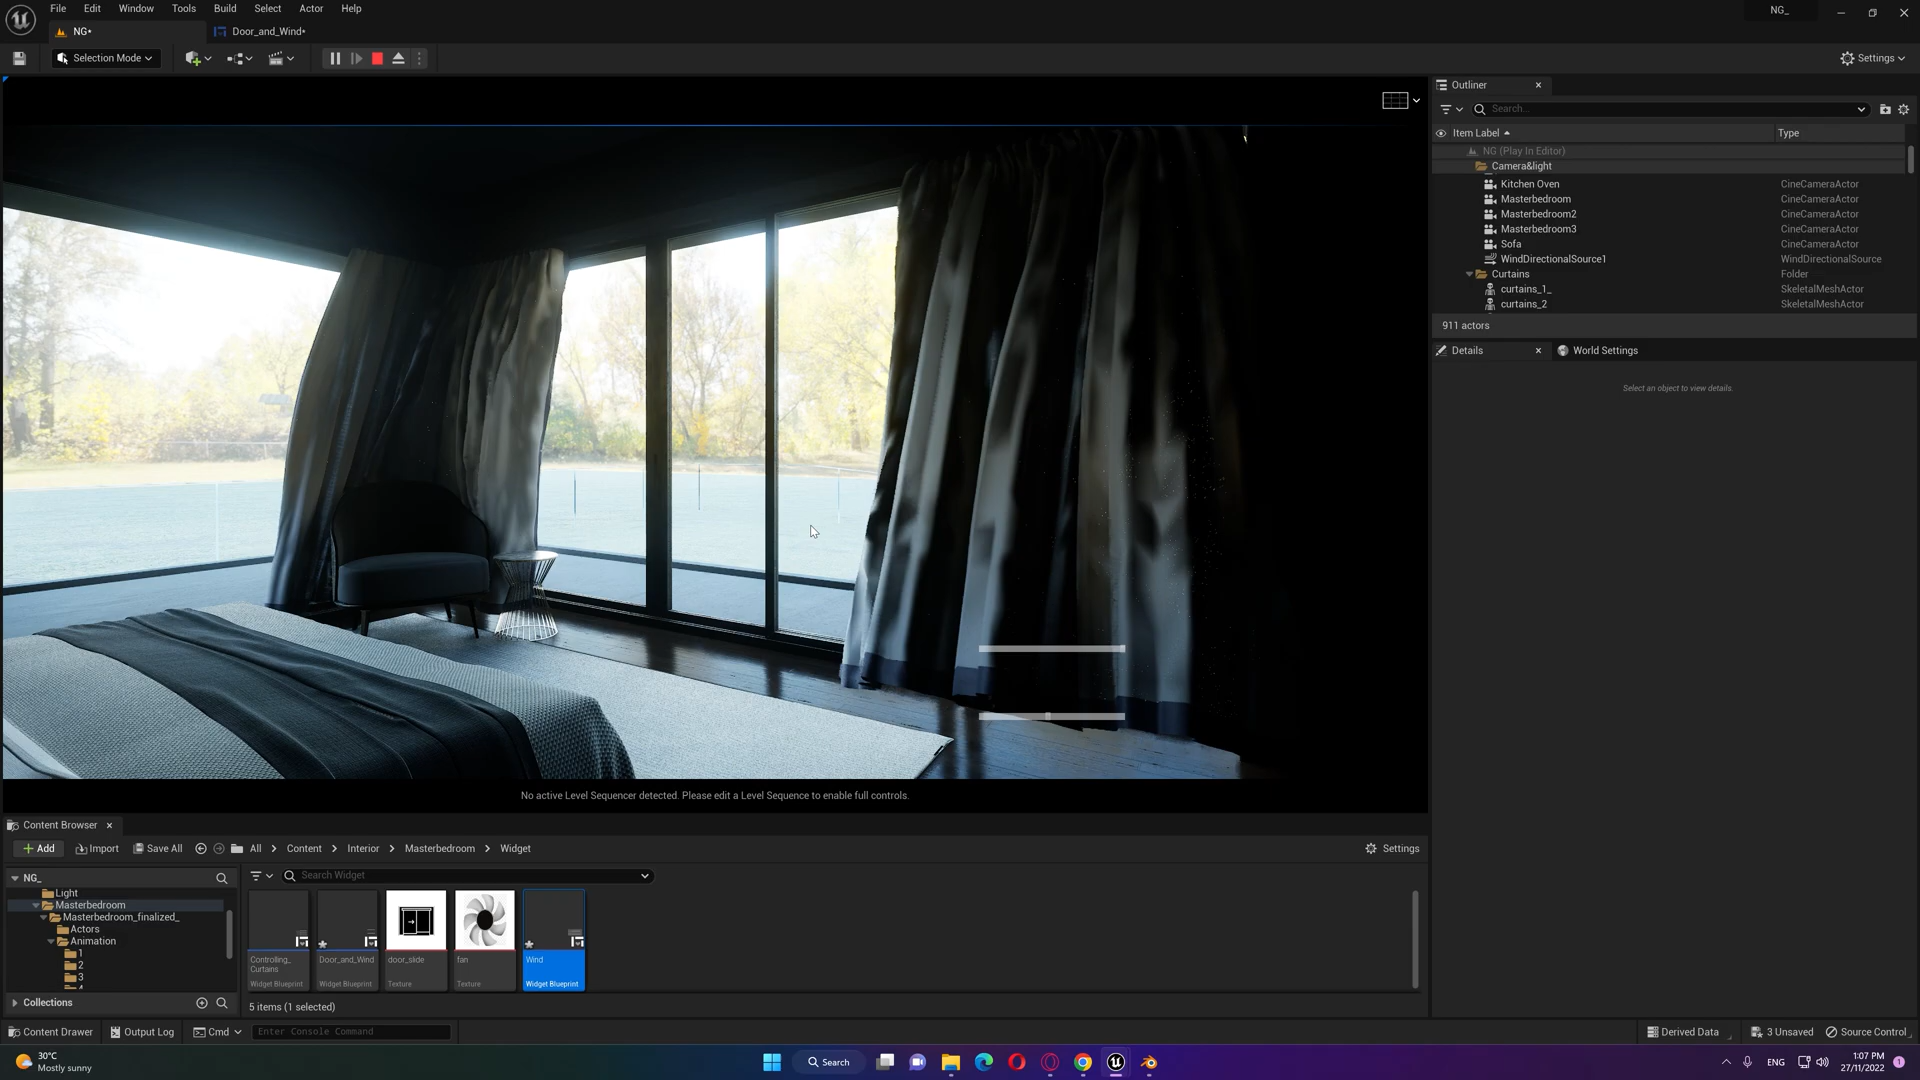 File Edit Window Tools Build Select Actor Help
NG_
NG*
Door_and_Wind*
Selection Mode
Settings
Outliner
Search...
Item Label
Type
NG (Play In Editor)
Camera&light
Kitchen Oven CineCameraActor
Masterbedroom CineCameraActor
Masterbedroom2 CineCameraActor
Masterbedroom3 CineCameraActor
Sofa CineCameraActor
WindDirectionalSource1 WindDirectionalSource
Curtains Folder
curtains_1_ SkeletalMeshActor
curtains_2 SkeletalMeshActor
911 actors
Details
World Settings
Select an object to view details.
No active Level Sequencer detected. Please edit a Level Sequence to enable full controls.
Content Browser
Add Import Save All All Content Interior Masterbedroom Widget Settings
NG_
Search Widget
Light
Masterbedroom
Masterbedroom_finalized_
Actors
Animation
1
2
3
Collections
Controlling_
Curtains
Widget Blueprint
Door_and_Wind
Widget Blueprint
door_slide
Texture
fan
Texture
Wind
Widget Blueprint
5 items (1 selected)
Content Drawer Output Log Cmd Enter Console Command
Derived Data 3 Unsaved Source Control
30°C
Mostly sunny
Search
ENG
1:07 PM
27/11/2022
1